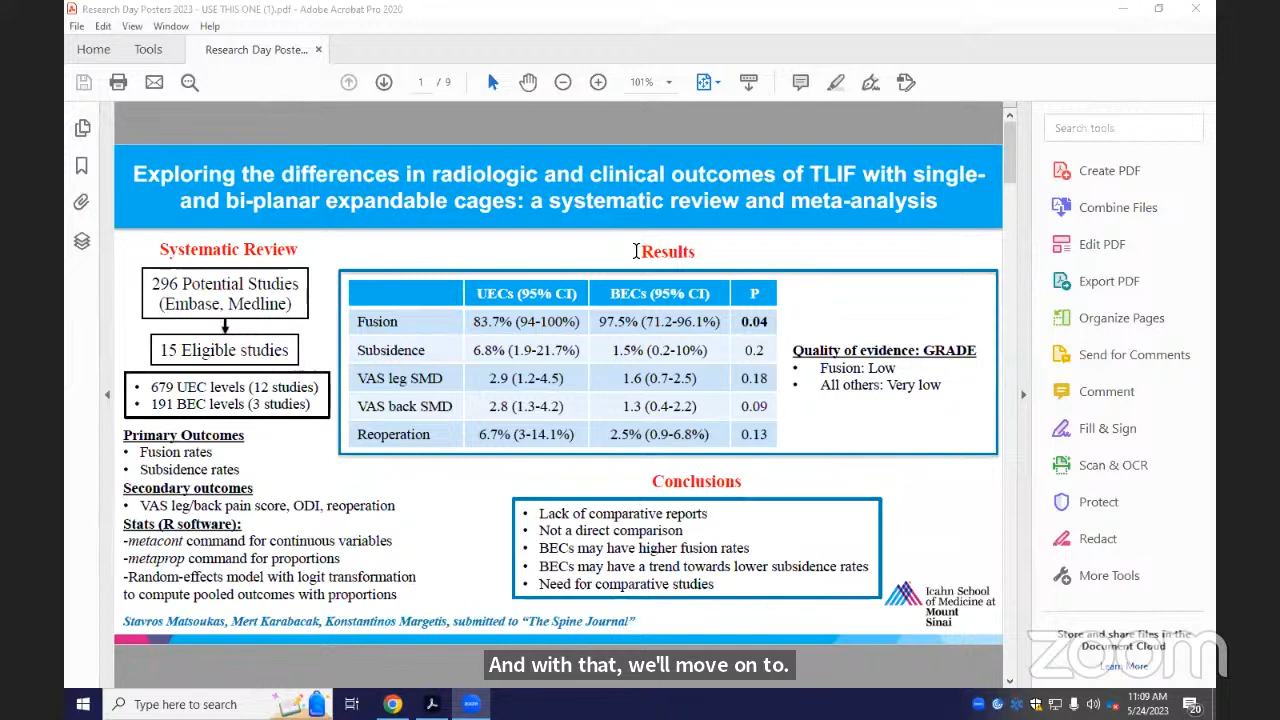 Research Day Posters 2023 - USE THIS ONE (1).pdf - Adobe Acrobat Pro 2020
File Edit View Window Help
Home Tools Research Day Poste... ×
1 / 9 101%
Search tools
Create PDF
Combine Files
Edit PDF
Export PDF
Organize Pages
Send for Comments
Comment
Fill & Sign
Scan & OCR
Protect
Redact
More Tools
Store and share files in the
Document Cloud
Learn More
Exploring the differences in radiologic and clinical outcomes of TLIF with single-
and bi-planar expandable cages: a systematic review and meta-analysis
Systematic Review
296 Potential Studies
(Embase, Medline)
15 Eligible studies
• 679 UEC levels (12 studies)
• 191 BEC levels (3 studies)
Primary Outcomes
• Fusion rates
• Subsidence rates
Secondary outcomes
• VAS leg/back pain score, ODI, reoperation
Stats (R software):
-metacont command for continuous variables
-metaprop command for proportions
-Random-effects model with logit transformation
to compute pooled outcomes with proportions
Results
UECs (95% CI) BECs (95% CI) P
Fusion 83.7% (94-100%) 97.5% (71.2-96.1%) 0.04
Subsidence 6.8% (1.9-21.7%) 1.5% (0.2-10%) 0.2
VAS leg SMD 2.9 (1.2-4.5) 1.6 (0.7-2.5) 0.18
VAS back SMD 2.8 (1.3-4.2) 1.3 (0.4-2.2) 0.09
Reoperation 6.7% (3-14.1%) 2.5% (0.9-6.8%) 0.13
Quality of evidence: GRADE
• Fusion: Low
• All others: Very low
Conclusions
• Lack of comparative reports
• Not a direct comparison
• BECs may have higher fusion rates
• BECs may have a trend towards lower subsidence rates
• Need for comparative studies
Icahn School
of Medicine at
Mount
Sinai
Stavros Matsoukas, Mert Karabacak, Konstantinos Margetis, submitted to “The Spine Journal”
And with that, we'll move on to.
zoom
Type here to search
11:09 AM
5/24/2023
20